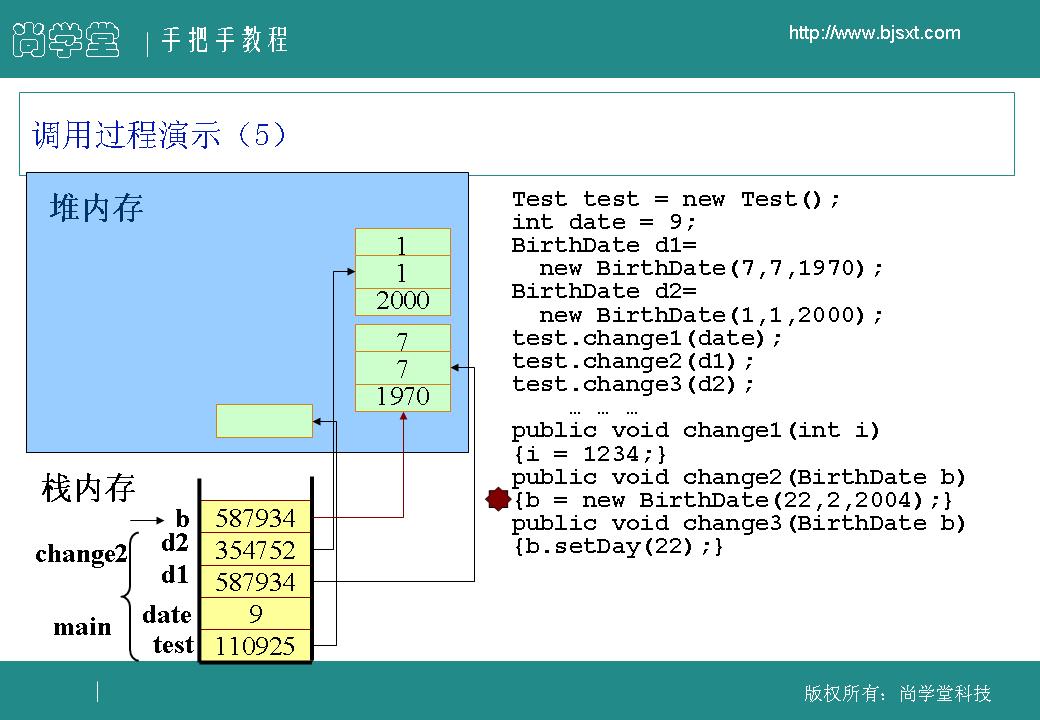 尚学堂 | 手把手教程
http://www.bjsxt.com
调用过程演示（5）
堆内存
1
1
2000
7
7
1970
栈内存
b 587934
d2 354752
change2
d1 587934
date 9
main
test 110925
Test test = new Test();
int date = 9;
BirthDate d1=
new BirthDate(7,7,1970);
BirthDate d2=
new BirthDate(1,1,2000);
test.change1(date);
test.change2(d1);
test.change3(d2);
… … …
public void change1(int i)
{i = 1234;}
public void change2(BirthDate b)
{b = new BirthDate(22,2,2004);}
public void change3(BirthDate b)
{b.setDay(22);}
版权所有：尚学堂科技